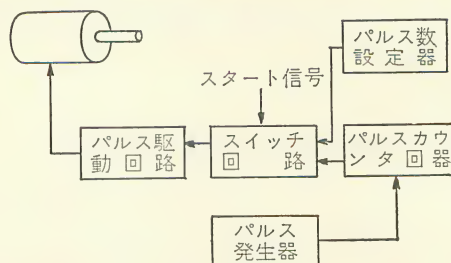 パルス数
設定器
スタート信号
パルス駆
動回路
スイッチ
回路
パルスカウ
ンタ回器
パルス
発生器